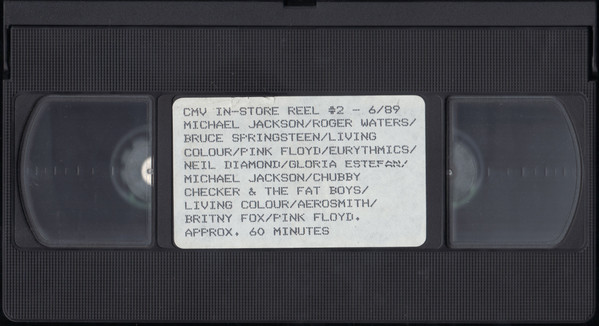 CMV IN-STORE REEL #2 - 6/89
MICHAEL JACKSON/ROGER WATERS/
BRUCE SPRINGSTEEN/LIVING
COLOUR/PINK FLOYD/EURYTHMICS/
NEIL DIAMOND/GLORIA ESTEFAN/
MICHAEL JACKSON/CHUBBY
CHECKER & THE FAT BOYS/
LIVING COLOUR/AEROSMITH/
BRITNY FOX/PINK FLOYD.
APPROX. 60 MINUTES